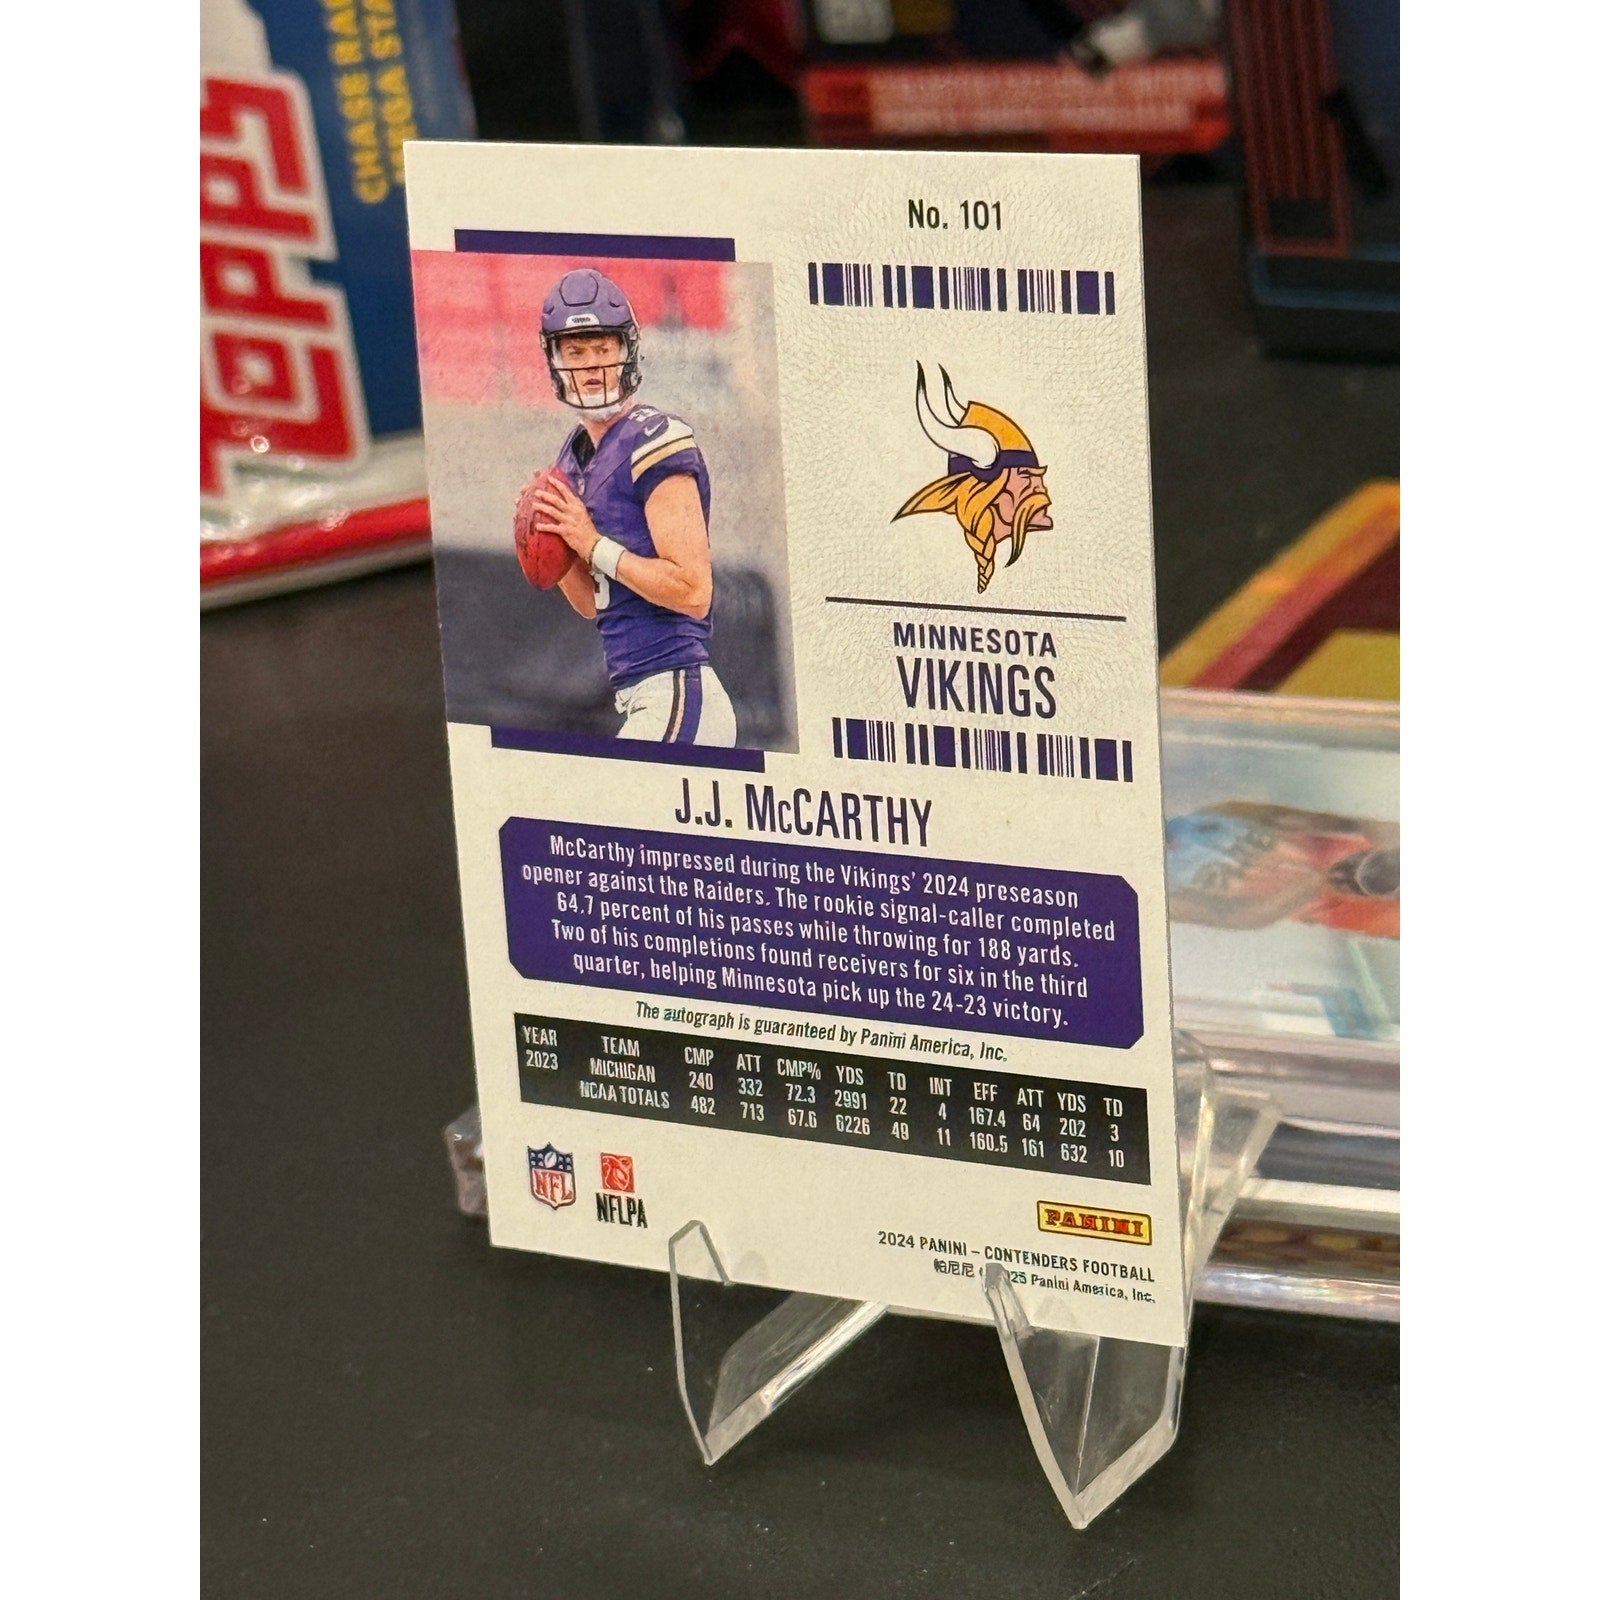 Topps
CHASE RA
MEGA STA
No. 101
MINNESOTA
VIKINGS
J.J. McCARTHY
McCarthy impressed during the Vikings' 2024 preseason
opener against the Raiders. The rookie signal-caller completed
64.7 percent of his passes while throwing for 188 yards.
Two of his completions found receivers for six in the third
quarter, helping Minnesota pick up the 24-23 victory.
The autograph is guaranteed by Panini America, Inc.
YEAR TEAM CMP ATT CMP% YDS TD INT EFF ATT YDS TD
2023 MICHIGAN 240 332 72.3 2991 22 4 167.4 64 202 3
NCAA TOTALS 482 713 67.6 6226 49 11 160.5 161 632 10
NFL
NFLPA
PANINI
2024 PANINI – CONTENDERS FOOTBALL
帕尼尼 25 Panini America, Inc.